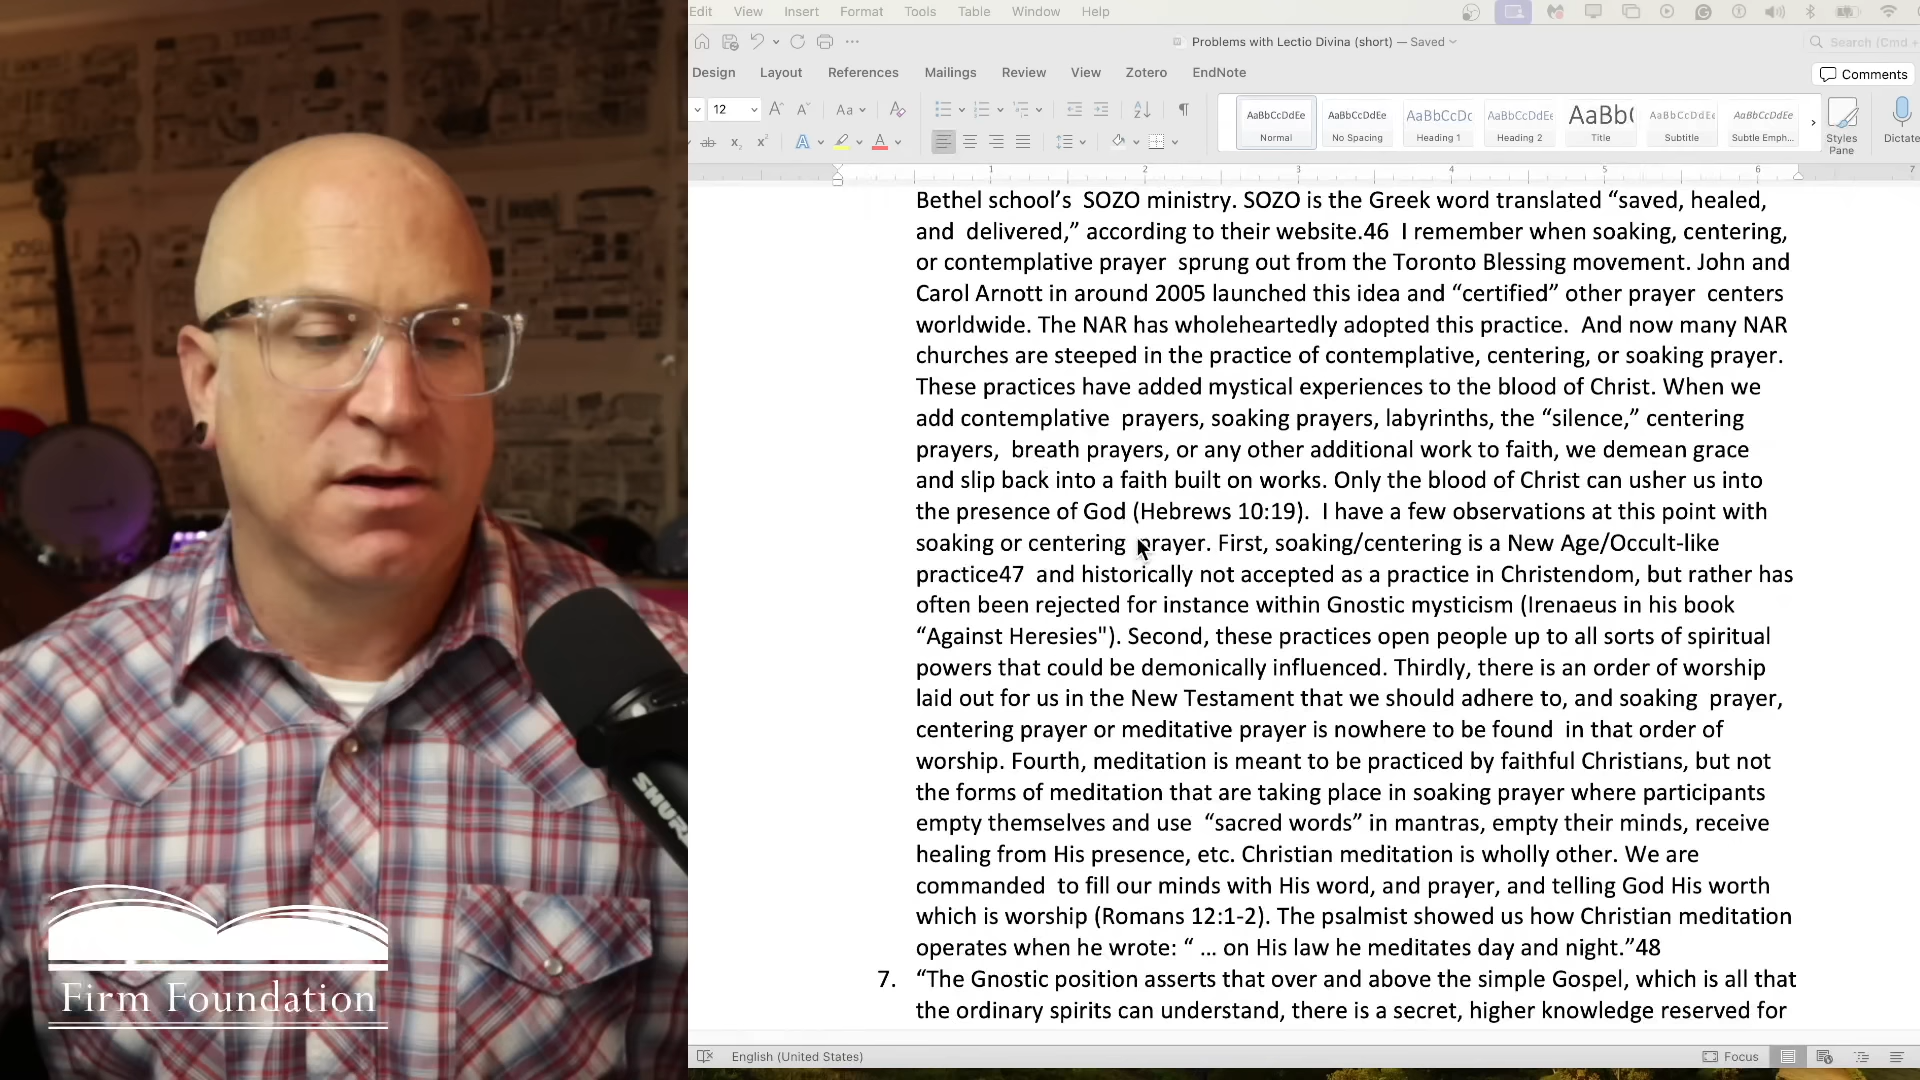 Edit View Insert Format Tools Table Window Help
Problems with Lectio Divina (short) — Saved
Search (Cmd +
Design Layout References Mailings Review View Zotero EndNote
Comments
12
Aa
ab x₂ x²
A A
AaBbCcDdEe AaBbCcDdEe AaBbCcDc AaBbCcDdEe AaBb( AaBbCcDdEe AaBbCcDdEe
Normal No Spacing Heading 1 Heading 2 Title Subtitle Subtle Emph...
Styles Pane
Dictate
1 2 3 4 5 6 7
Bethel school’s SOZO ministry. SOZO is the Greek word translated “saved, healed,
and delivered,” according to their website.46 I remember when soaking, centering,
or contemplative prayer sprung out from the Toronto Blessing movement. John and
Carol Arnott in around 2005 launched this idea and “certified” other prayer centers
worldwide. The NAR has wholeheartedly adopted this practice. And now many NAR
churches are steeped in the practice of contemplative, centering, or soaking prayer.
These practices have added mystical experiences to the blood of Christ. When we
add contemplative prayers, soaking prayers, labyrinths, the “silence,” centering
prayers, breath prayers, or any other additional work to faith, we demean grace
and slip back into a faith built on works. Only the blood of Christ can usher us into
the presence of God (Hebrews 10:19). I have a few observations at this point with
soaking or centering prayer. First, soaking/centering is a New Age/Occult-like
practice47 and historically not accepted as a practice in Christendom, but rather has
often been rejected for instance within Gnostic mysticism (Irenaeus in his book
“Against Heresies"). Second, these practices open people up to all sorts of spiritual
powers that could be demonically influenced. Thirdly, there is an order of worship
laid out for us in the New Testament that we should adhere to, and soaking prayer,
centering prayer or meditative prayer is nowhere to be found in that order of
worship. Fourth, meditation is meant to be practiced by faithful Christians, but not
the forms of meditation that are taking place in soaking prayer where participants
empty themselves and use “sacred words” in mantras, empty their minds, receive
healing from His presence, etc. Christian meditation is wholly other. We are
commanded to fill our minds with His word, and prayer, and telling God His worth
which is worship (Romans 12:1-2). The psalmist showed us how Christian meditation
operates when he wrote: “ … on His law he meditates day and night.”48
7. “The Gnostic position asserts that over and above the simple Gospel, which is all that
the ordinary spirits can understand, there is a secret, higher knowledge reserved for
English (United States)
Focus
SHURE
Firm Foundation